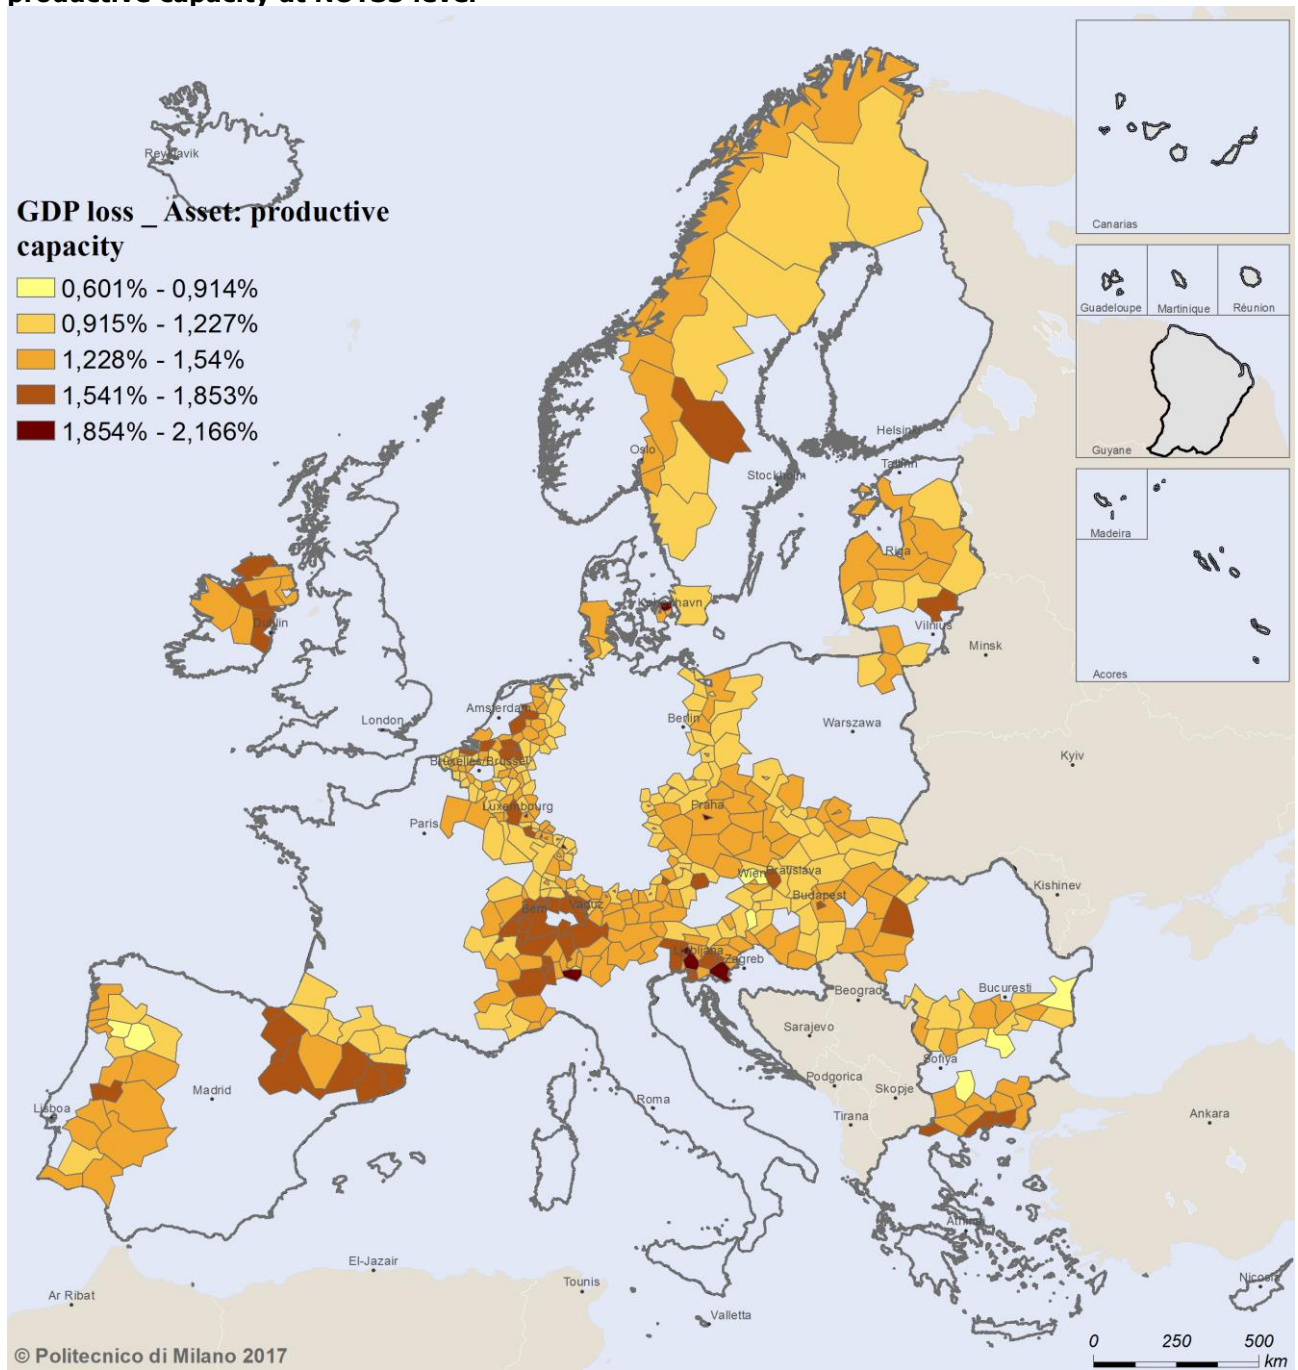 productive capacity at NUTS3 level
Reykjavik
GDP loss _ Asset: productive
capacity
0,601% - 0,914%
0,915% - 1,227%
1,228% - 1,54%
1,541% - 1,853%
1,854% - 2,166%
Canarias
Guadeloupe
Martinique
Réunion
Guyane
Madeira
Acores
Helsinki
Tallinn
Oslo
Stockholm
Riga
København
Vilnius
Minsk
Dublin
Amsterdam
Berlin
Warszawa
London
Bruxelles/Brussel
Kyiv
Luxembourg
Praha
Paris
Wien
Bratislava
Kishinev
Bern
Vaduz
Budapest
Ljubljana
Zagreb
Beograd
Bucuresti
Sarajevo
Sofiya
Podgorica
Skopje
Madrid
Lisboa
Roma
Tirana
Ankara
Athina
El-Jazair
Tounis
Nicosia
Ar Ribat
Valletta
© Politecnico di Milano 2017
0 250 500
km